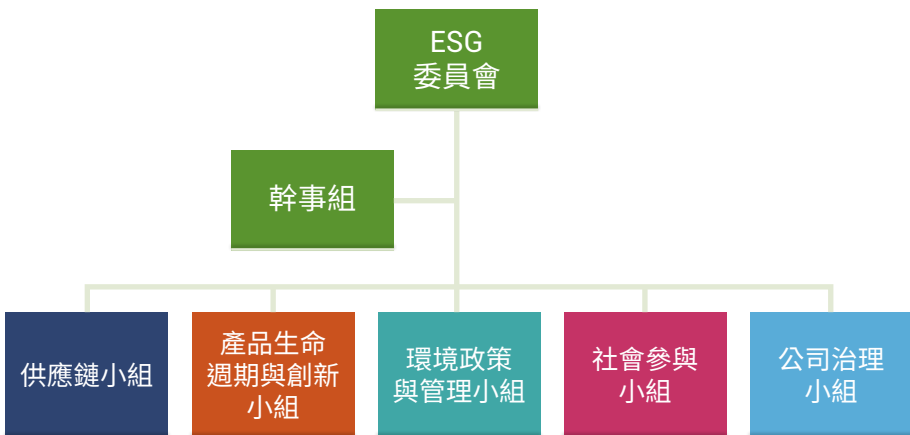 ESG
委員會
幹事組
供應鏈小組
產品生命
週期與創新
小組
環境政策
與管理小組
社會參與
小組
公司治理
小組